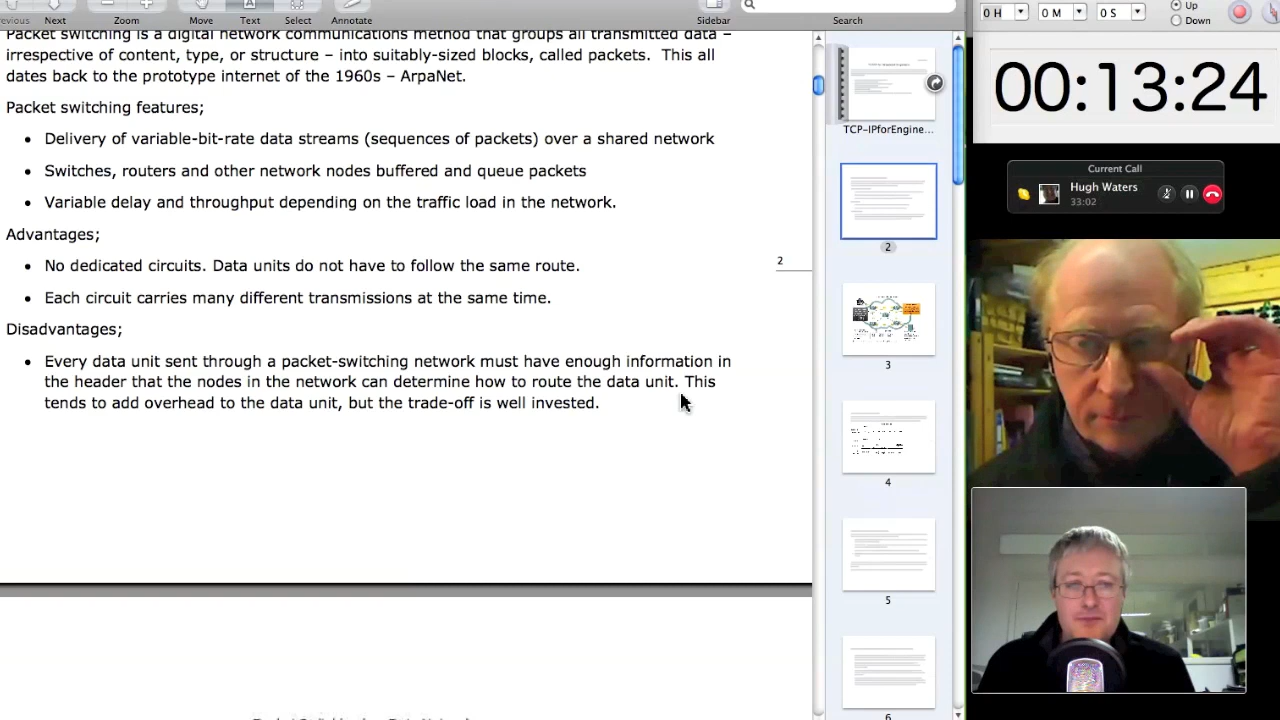 evious
Next
Zoom
Move
Text
Select
Annotate
Sidebar
Search
Packet switching is a digital network communications method that groups all transmitted data –
irrespective of content, type, or structure – into suitably-sized blocks, called packets.  This all
dates back to the prototype internet of the 1960s – ArpaNet.
Packet switching features;
• Delivery of variable-bit-rate data streams (sequences of packets) over a shared network
• Switches, routers and other network nodes buffered and queue packets
• Variable delay and throughput depending on the traffic load in the network.
Advantages;
• No dedicated circuits. Data units do not have to follow the same route.
• Each circuit carries many different transmissions at the same time.
Disadvantages;
• Every data unit sent through a packet-switching network must have enough information in
the header that the nodes in the network can determine how to route the data unit. This
tends to add overhead to the data unit, but the trade-off is well invested.
2
TCP-IPforEngine...
2
3
4
5
6
0 H
0 M
0 S
Up
Down
00:13:24
Current Call
Hugh Waters
33:02